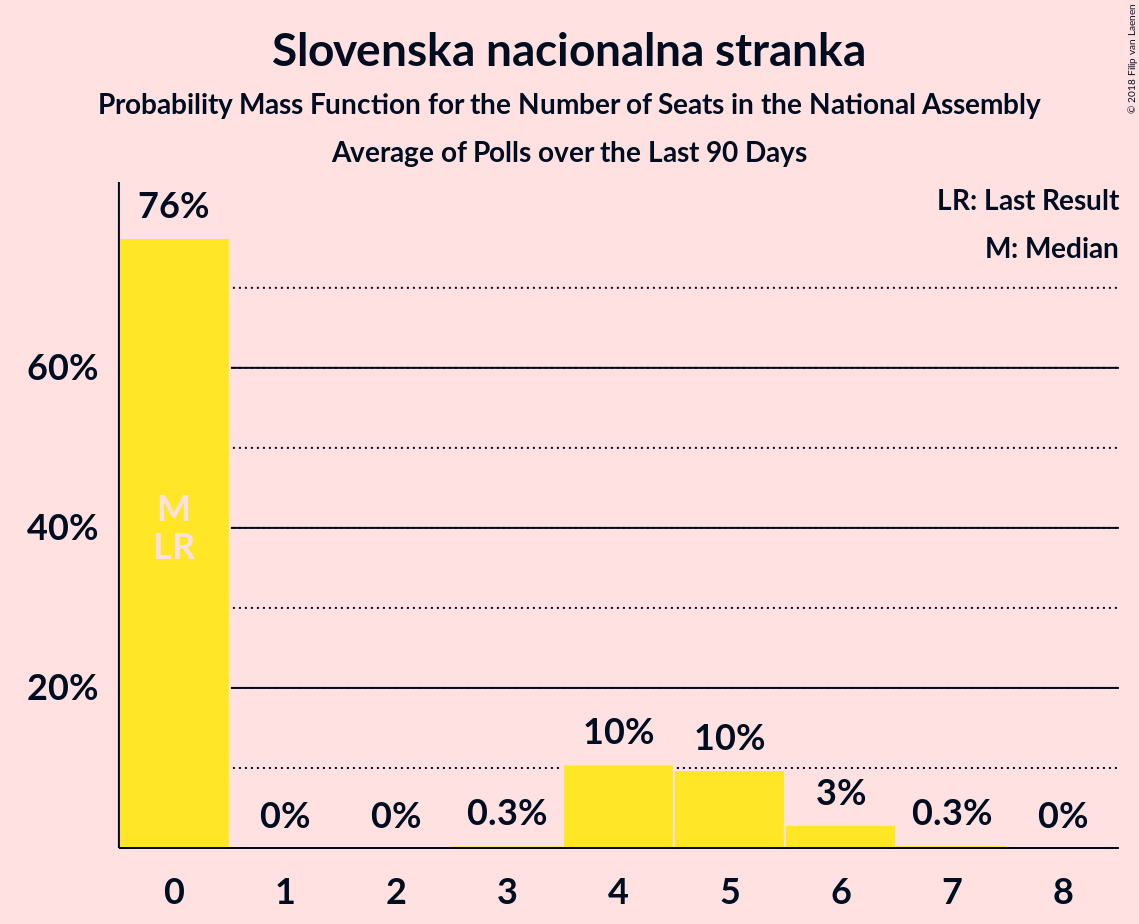 Slovenska nacionalna stranka
Probability Mass Function for the Number of Seats in the National Assembly
Average of Polls over the Last 90 Days
© 2018 Filip van Laenen
LR: Last Result
M: Median
76%
60%
40%
20%
M
LR
0%
0%
0.3%
10%
10%
3%
0.3%
0%
0
1
2
3
4
5
6
7
8